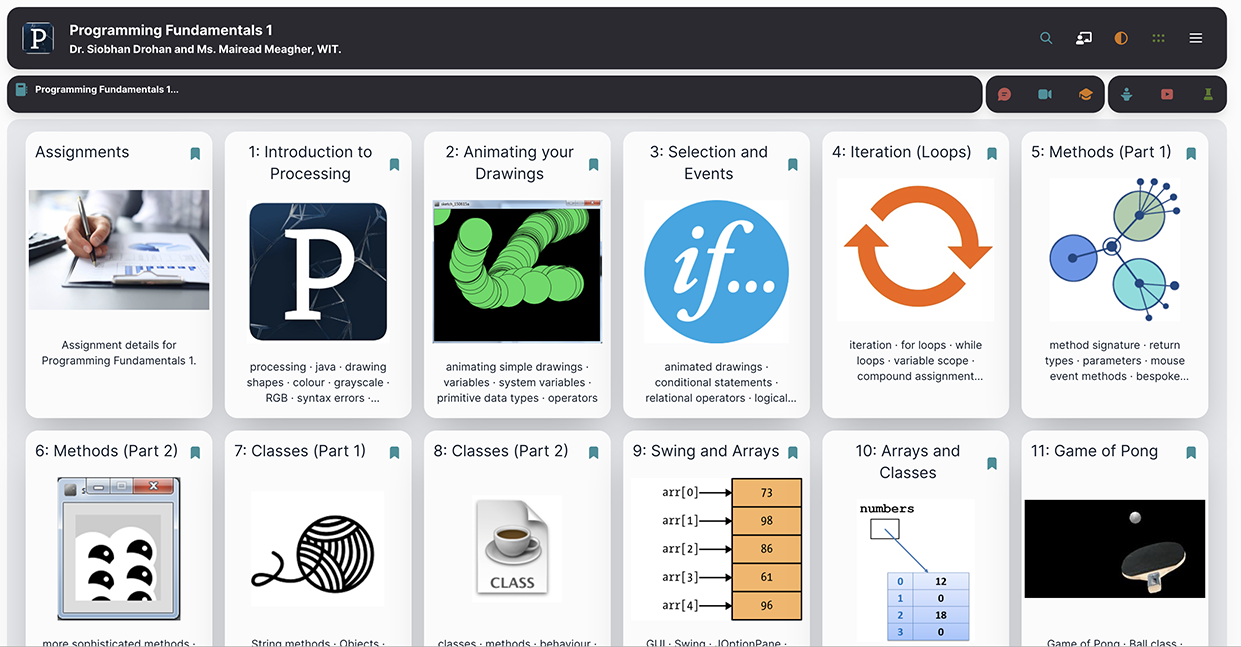 P
Programming Fundamentals 1
Dr. Siobhan Drohan and Ms. Mairead Meagher, WIT.
Programming Fundamentals 1...
Assignments
Assignment details for
Programming Fundamentals 1.
1: Introduction to
Processing
P
processing · java · drawing
shapes · colour · grayscale ·
RGB · syntax errors ·...
2: Animating your
Drawings
animating simple drawings ·
variables · system variables ·
primitive data types · operators
3: Selection and
Events
if...
animated drawings ·
conditional statements ·
relational operators · logical...
4: Iteration (Loops)
iteration · for loops · while
loops · variable scope ·
compound assignment...
5: Methods (Part 1)
method signature · return
types · parameters · mouse
event methods · bespoke...
6: Methods (Part 2)
more sophisticated methods ·
7: Classes (Part 1)
String methods · Objects ·
8: Classes (Part 2)
CLASS
classes · methods · behaviour ·
9: Swing and Arrays
arr[0] 73
arr[1] 98
arr[2] 86
arr[3] 61
arr[4] 96
GUI · Swing · JOptionPane ·
10: Arrays and
Classes
numbers
0 12
1 0
2 18
3 0
11: Game of Pong
Game of Pong · Ball class ·